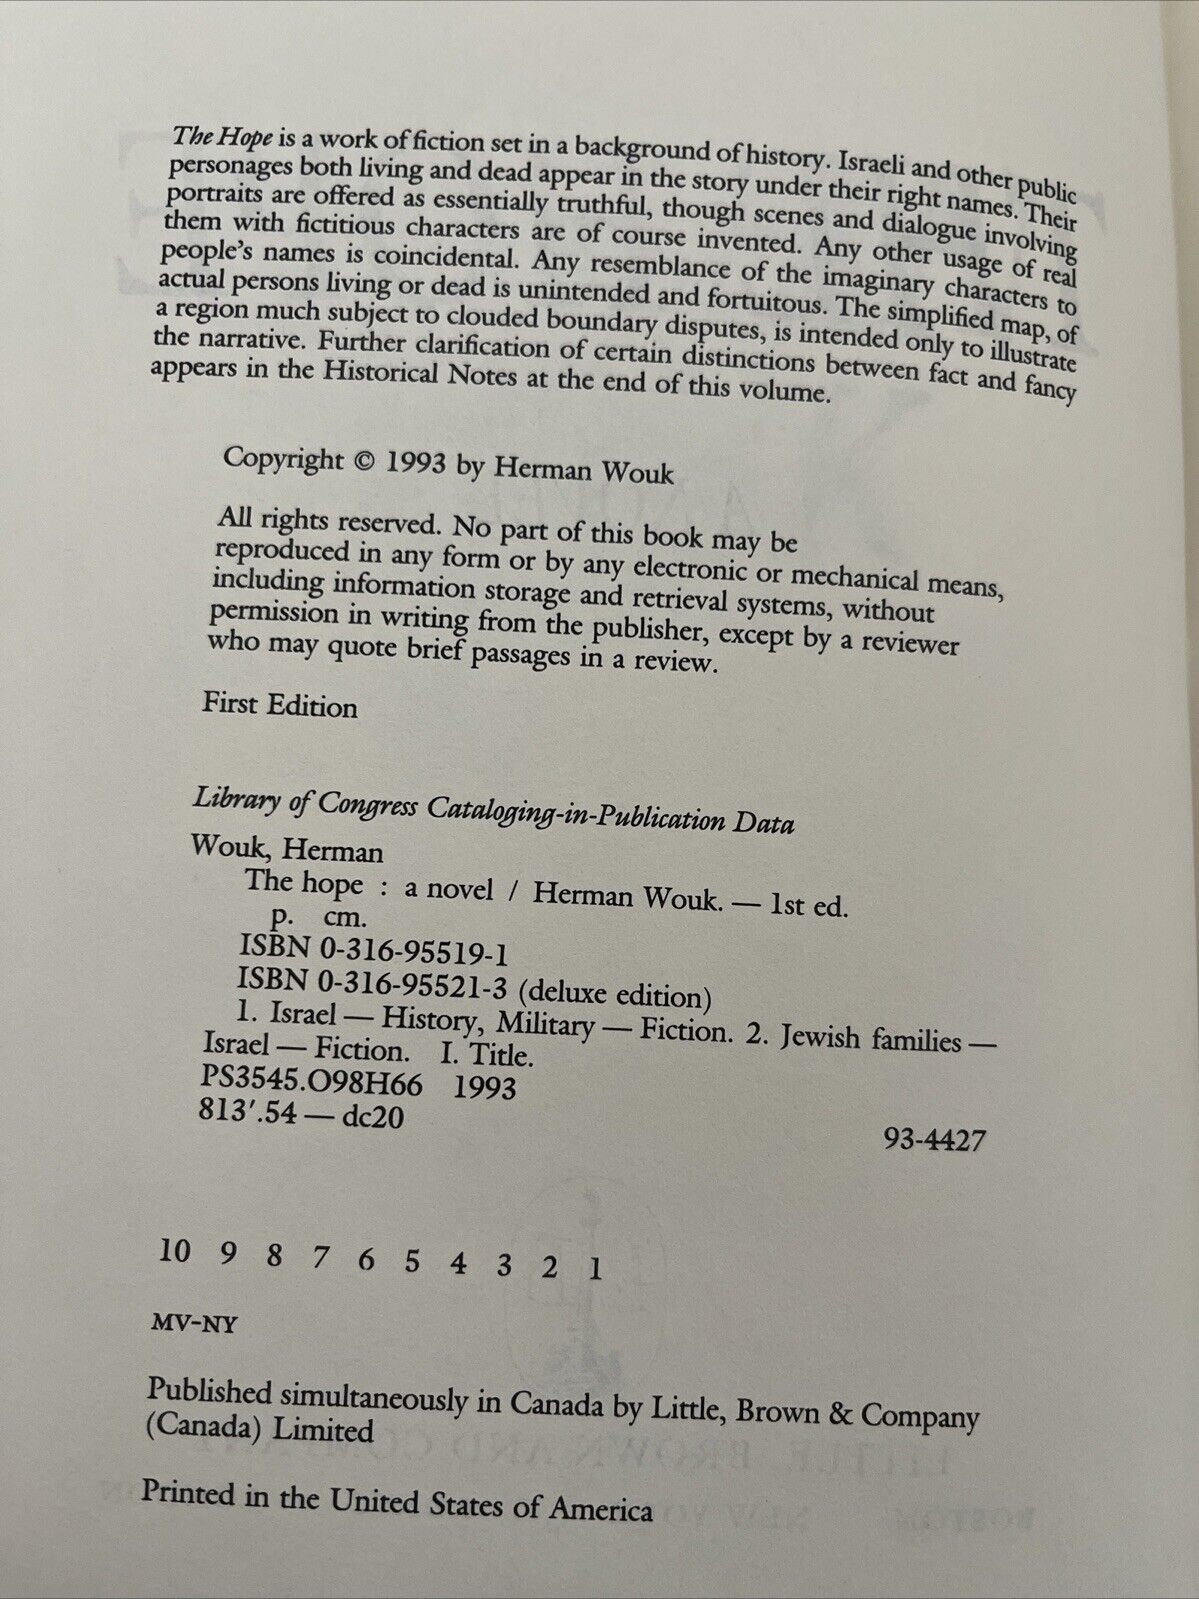 The Hope is a work of fiction set in a background of history. Israeli and other public
personages both living and dead appear in the story under their right names. Their
portraits are offered as essentially truthful, though scenes and dialogue involving
them with fictitious characters are of course invented. Any other usage of real
people's names is coincidental. Any resemblance of the imaginary characters to
actual persons living or dead is unintended and fortuitous. The simplified map, of
a region much subject to clouded boundary disputes, is intended only to illustrate
the narrative. Further clarification of certain distinctions between fact and fancy
appears in the Historical Notes at the end of this volume.
Copyright © 1993 by Herman Wouk
All rights reserved. No part of this book may be
reproduced in any form or by any electronic or mechanical means,
including information storage and retrieval systems, without
permission in writing from the publisher, except by a reviewer
who may quote brief passages in a review.
First Edition
Library of Congress Cataloging-in-Publication Data
Wouk, Herman
The hope : a novel / Herman Wouk. — 1st ed.
p. cm.
ISBN 0-316-95519-1
ISBN 0-316-95521-3 (deluxe edition)
1. Israel — History, Military — Fiction. 2. Jewish families —
Israel — Fiction. I. Title.
PS3545.O98H66 1993
813'.54 — dc20
93-4427
10 9 8 7 6 5 4 3 2 1
MV-NY
Published simultaneously in Canada by Little, Brown & Company
(Canada) Limited
Printed in the United States of America